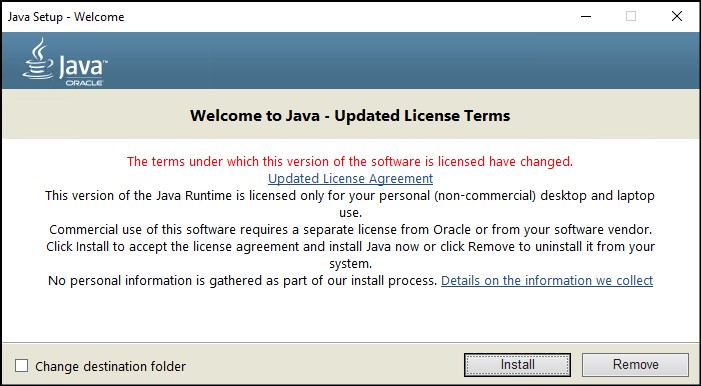 Java Setup - Welcome
Java™
ORACLE
Welcome to Java - Updated License Terms
The terms under which this version of the software is licensed have changed.
Updated License Agreement
This version of the Java Runtime is licensed only for your personal (non-commercial) desktop and laptop
use.
Commercial use of this software requires a separate license from Oracle or from your software vendor.
Click Install to accept the license agreement and install Java now or click Remove to uninstall it from your
system.
No personal information is gathered as part of our install process. Details on the information we collect
Change destination folder
Install
Remove